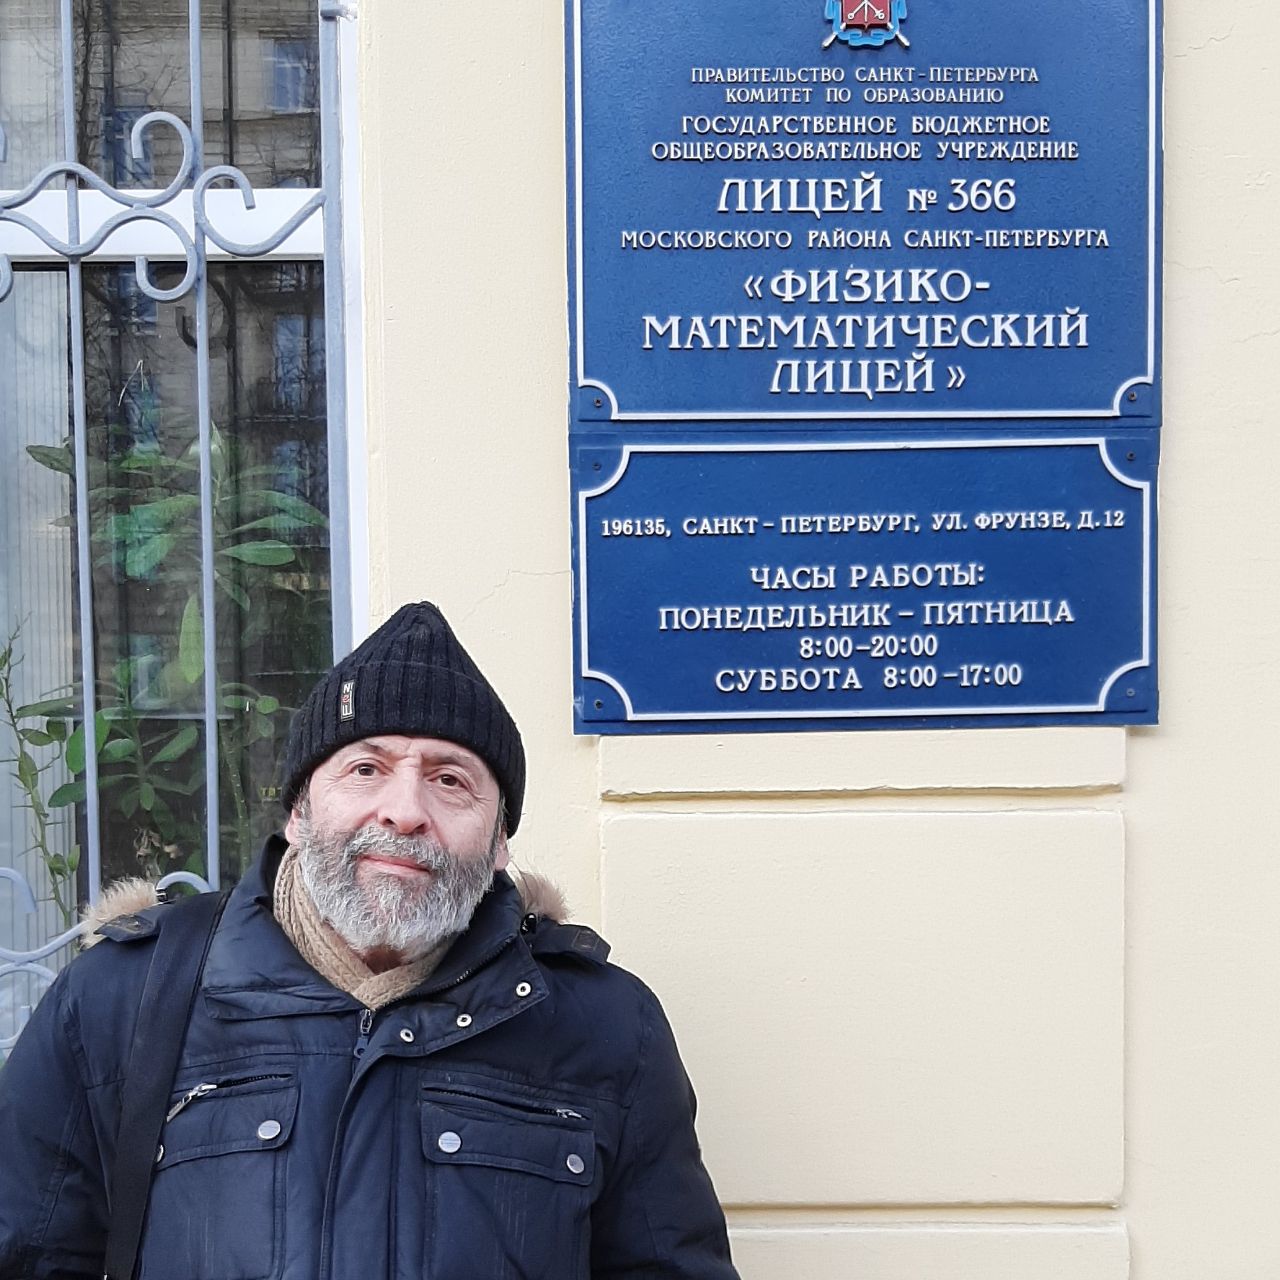 ПРАВИТЕЛЬСТВО САНКТ-ПЕТЕРБУРГА
КОМИТЕТ ПО ОБРАЗОВАНИЮ
ГОСУДАРСТВЕННОЕ БЮДЖЕТНОЕ
ОБЩЕОБРАЗОВАТЕЛЬНОЕ УЧРЕЖДЕНИЕ
ЛИЦЕЙ № 366
МОСКОВСКОГО РАЙОНА САНКТ-ПЕТЕРБУРГА
«ФИЗИКО-
МАТЕМАТИЧЕСКИЙ
ЛИЦЕЙ»
196135, САНКТ-ПЕТЕРБУРГ, УЛ. ФРУНЗЕ, Д.12
ЧАСЫ РАБОТЫ:
ПОНЕДЕЛЬНИК – ПЯТНИЦА
8:00–20:00
СУББОТА 8:00–17:00